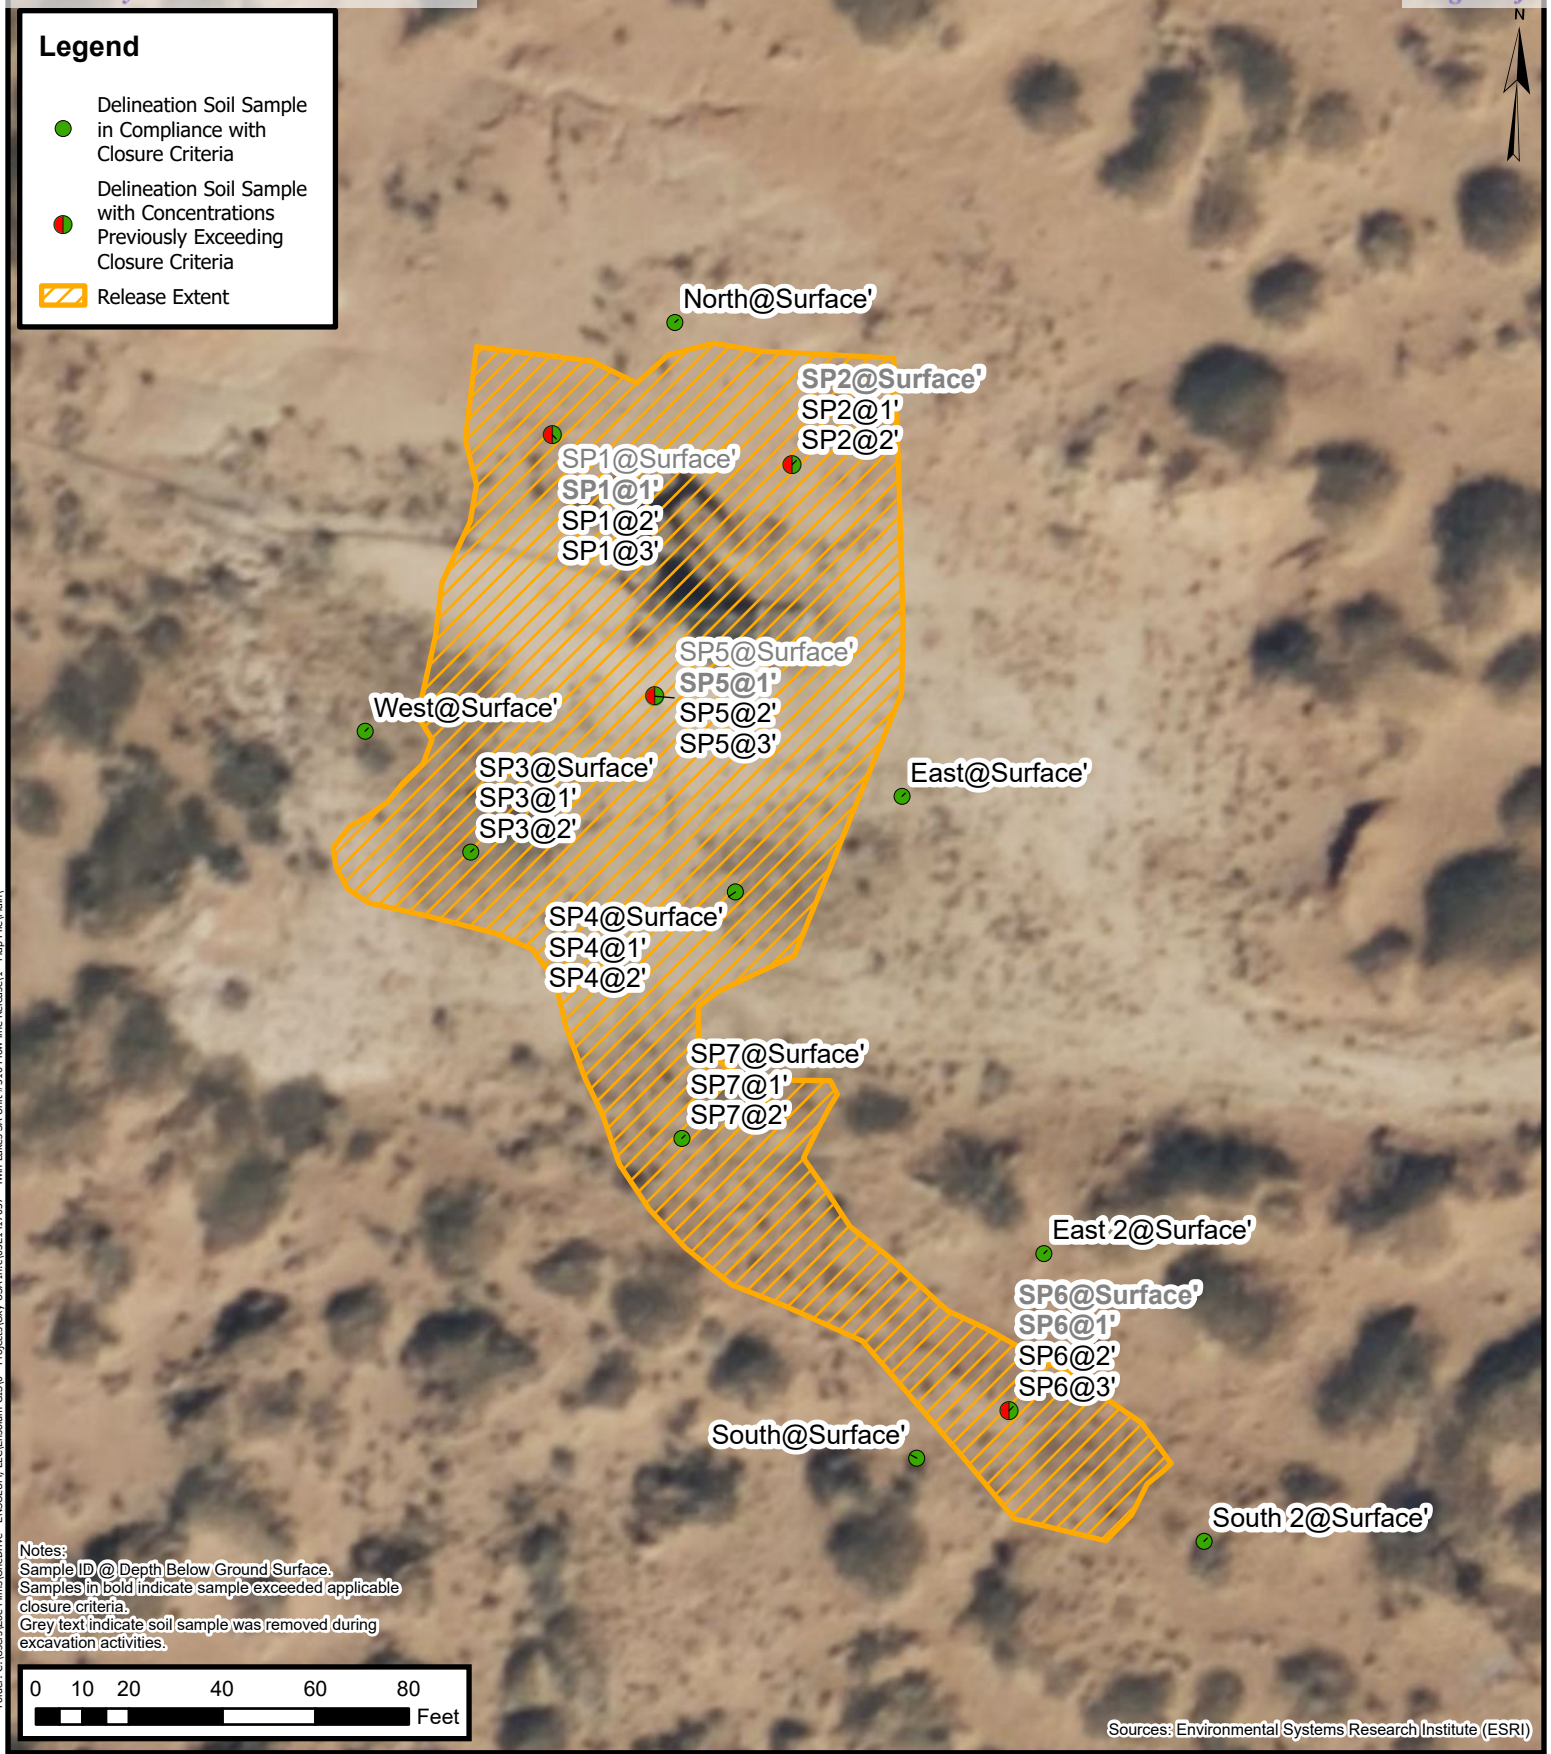 Legend
Delineation Soil Sample
in Compliance with
Closure Criteria
Delineation Soil Sample
with Concentrations
Previously Exceeding
Closure Criteria
Release Extent
N
North@Surface'
SP2@Surface'
SP2@1'
SP2@2'
SP1@Surface'
SP1@1'
SP1@2'
SP1@3'
SP5@Surface'
SP5@1'
SP5@2'
SP5@3'
West@Surface'
SP3@Surface'
SP3@1'
SP3@2'
East@Surface'
SP4@Surface'
SP4@1'
SP4@2'
SP7@Surface'
SP7@1'
SP7@2'
East 2@Surface'
SP6@Surface'
SP6@1'
SP6@2'
SP6@3'
South@Surface'
South 2@Surface'
Notes:
Sample ID @ Depth Below Ground Surface.
Samples in bold indicate sample exceeded applicable
closure criteria.
Grey text indicate soil sample was removed during
excavation activities.
0 10 20 40 60 80
Feet
Sources: Environmental Systems Research Institute (ESRI)